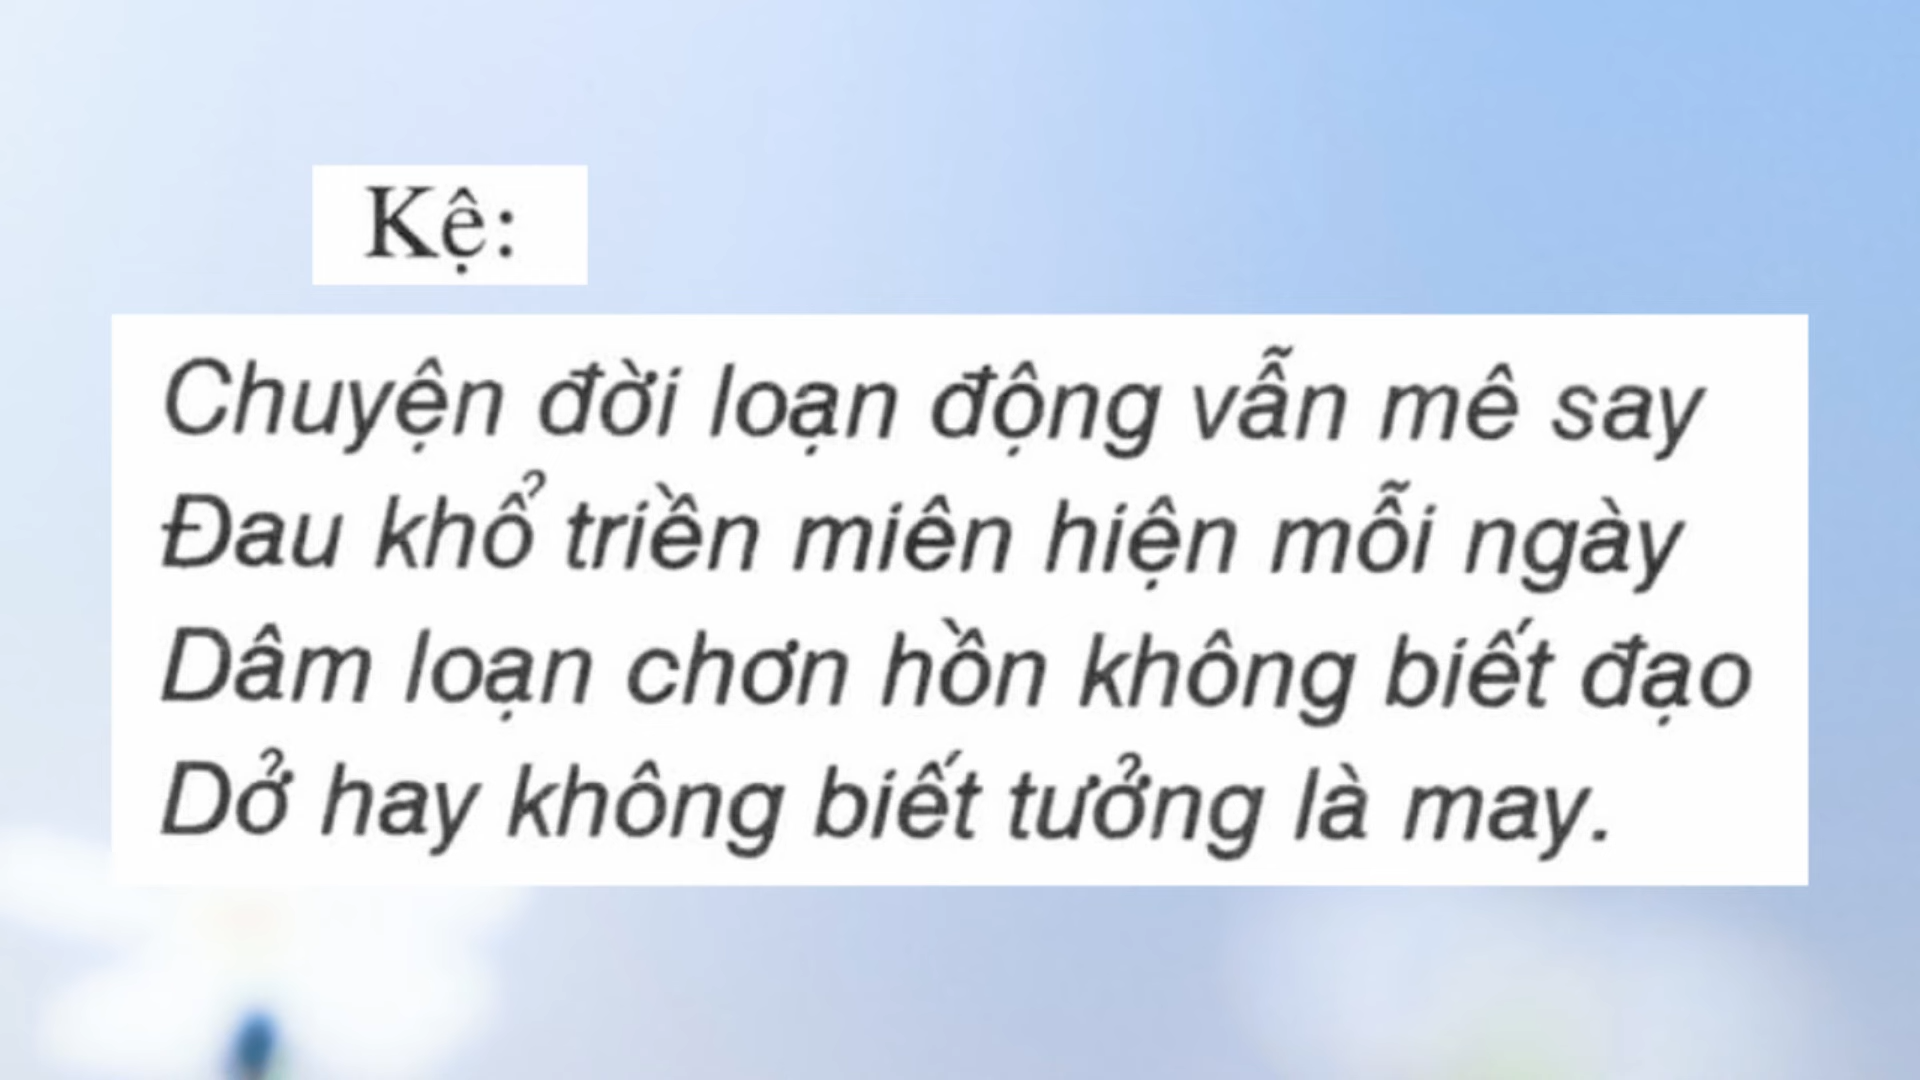 Kệ:
Chuyện đời loạn động vẫn mê say
Đau khổ triền miên hiện mỗi ngày
Dâm loạn chơn hồn không biết đạo
Dở hay không biết tưởng là may.